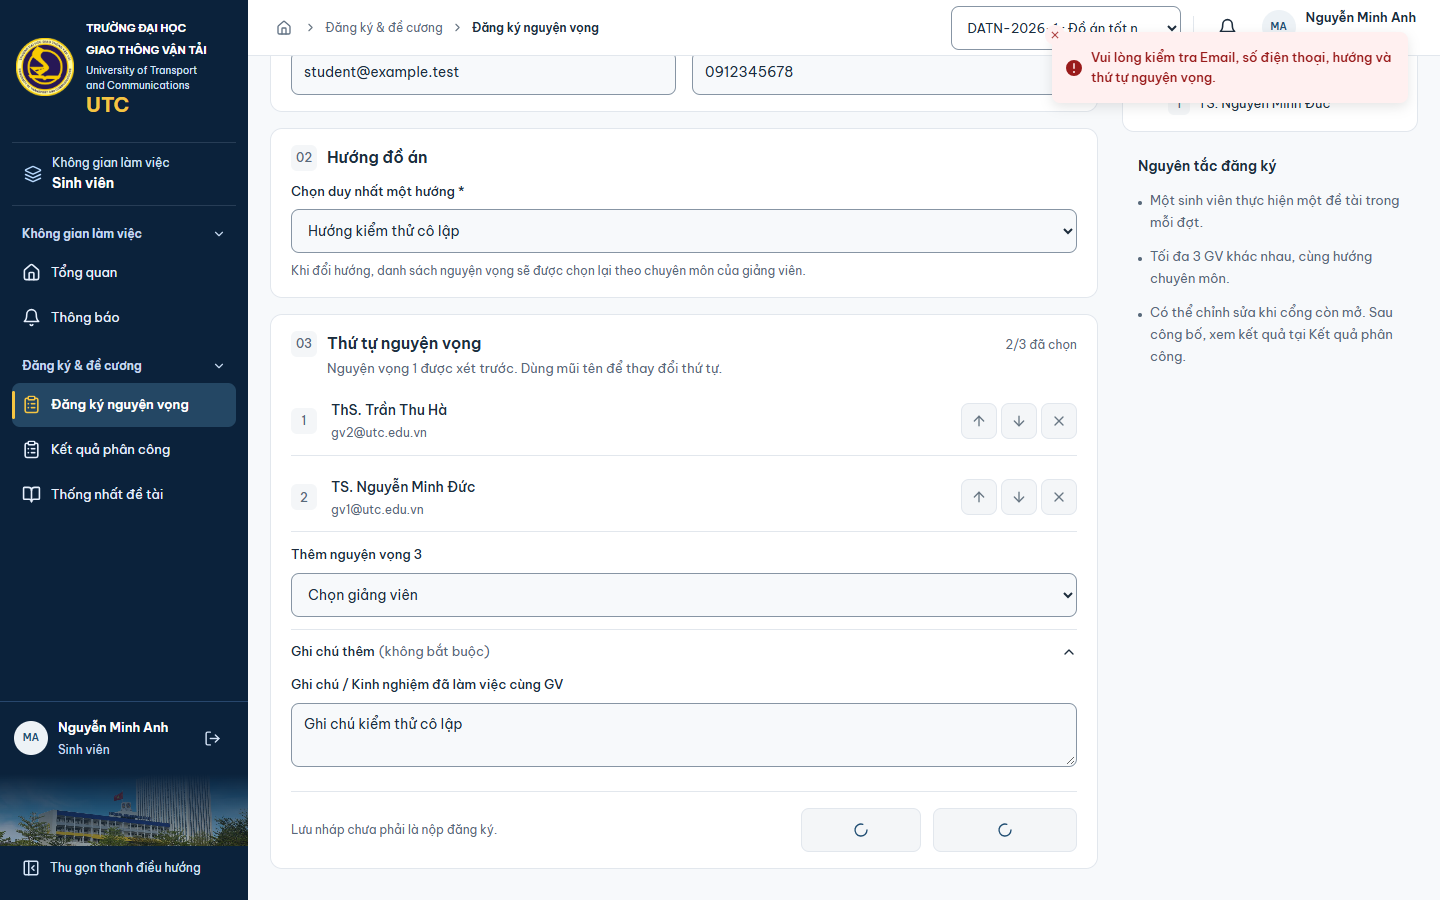 TRƯỜNG ĐẠI HỌC
GIAO THÔNG VẬN TẢI
University of Transport
and Communications
UTC
Không gian làm việc
Sinh viên
Không gian làm việc
Tổng quan
Thông báo
Đăng ký & đề cương
Đăng ký nguyện vọng
Kết quả phân công
Thống nhất đề tài
MA
Nguyễn Minh Anh
Sinh viên
Thu gọn thanh điều hướng
Đăng ký & đề cương
Đăng ký nguyện vọng
DATN-2026-1 · Đồ án tốt n
MA
Nguyễn Minh Anh
Vui lòng kiểm tra Email, số điện thoại, hướng và
thứ tự nguyện vọng.
student@example.test
0912345678
02
Hướng đồ án
Chọn duy nhất một hướng *
Hướng kiểm thử cô lập
Khi đổi hướng, danh sách nguyện vọng sẽ được chọn lại theo chuyên môn của giảng viên.
03
Thứ tự nguyện vọng
2/3 đã chọn
Nguyện vọng 1 được xét trước. Dùng mũi tên để thay đổi thứ tự.
1
ThS. Trần Thu Hà
gv2@utc.edu.vn
2
TS. Nguyễn Minh Đức
gv1@utc.edu.vn
Thêm nguyện vọng 3
Chọn giảng viên
Ghi chú thêm (không bắt buộc)
Ghi chú / Kinh nghiệm đã làm việc cùng GV
Ghi chú kiểm thử cô lập
Lưu nháp chưa phải là nộp đăng ký.
1
TS. Nguyễn Minh Đức
Nguyên tắc đăng ký
Một sinh viên thực hiện một đề tài trong
mỗi đợt.
Tối đa 3 GV khác nhau, cùng hướng
chuyên môn.
Có thể chỉnh sửa khi cổng còn mở. Sau
công bố, xem kết quả tại Kết quả phân
công.